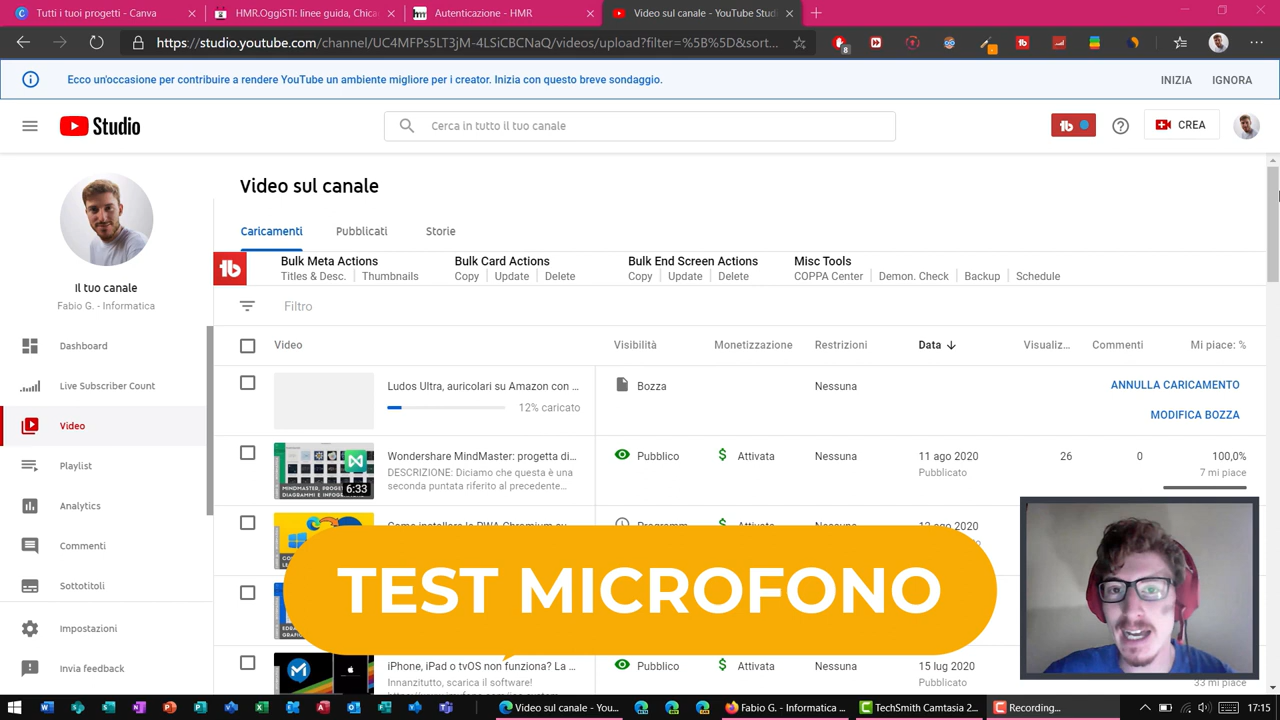 Tutti i tuoi progetti - Canva
HMR.OggiSTI: linee guida, Chica
Autenticazione - HMR
Video sul canale - YouTube Studi
https://studio.youtube.com/channel/UC4MFPs5LT3jM-4LSiCBCNaQ/videos/upload?filter=%5B%5D&sort...
8
Ecco un'occasione per contribuire a rendere YouTube un ambiente migliore per i creator. Inizia con questo breve sondaggio.
INIZIA
IGNORA
Studio
Cerca in tutto il tuo canale
CREA
Video sul canale
Caricamenti
Pubblicati
Storie
Bulk Meta Actions
Titles & Desc. | Thumbnails
Bulk Card Actions
Copy | Update | Delete
Bulk End Screen Actions
Copy | Update | Delete
Misc Tools
COPPA Center | Demon. Check | Backup | Schedule
Il tuo canale
Fabio G. - Informatica
Dashboard
Live Subscriber Count
Video
Playlist
Analytics
Commenti
Sottotitoli
Impostazioni
Invia feedback
Filtro
Video
Visibilità
Monetizzazione
Restrizioni
Data
Visualiz...
Commenti
Mi piace: %
Ludos Ultra, auricolari su Amazon con ...
12% caricato
Bozza
Nessuna
ANNULLA CARICAMENTO
MODIFICA BOZZA
6:33
Wondershare MindMaster: progetta di...
DESCRIZIONE: Diciamo che questa è una
seconda puntata riferito al precedente ...
Pubblico
Attivata
Nessuna
11 ago 2020
Pubblicato
26
0
100,0%
7 mi piace
TEST MICROFONO
iPhone, iPad o tvOS non funziona? La ...
Innanzitutto, scarica il software!
Pubblico
Attivata
Nessuna
15 lug 2020
Pubblicato
33 mi piace
Video sul canale - You...
Fabio G. - Informatica ...
TechSmith Camtasia 2...
Recording...
17:15